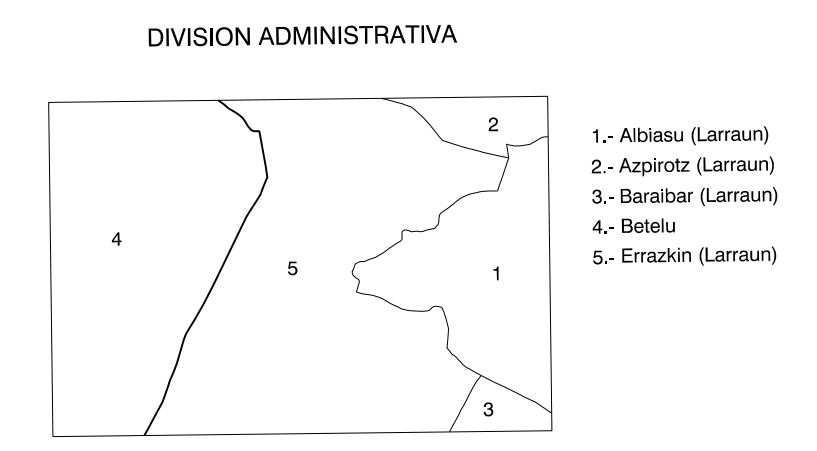 DIVISION ADMINISTRATIVA
2
4
5
1
3
1.- Albiasu (Larraun)
2.- Azpirotz (Larraun)
3.- Baraibar (Larraun)
4.- Betelu
5.- Errazkin (Larraun)